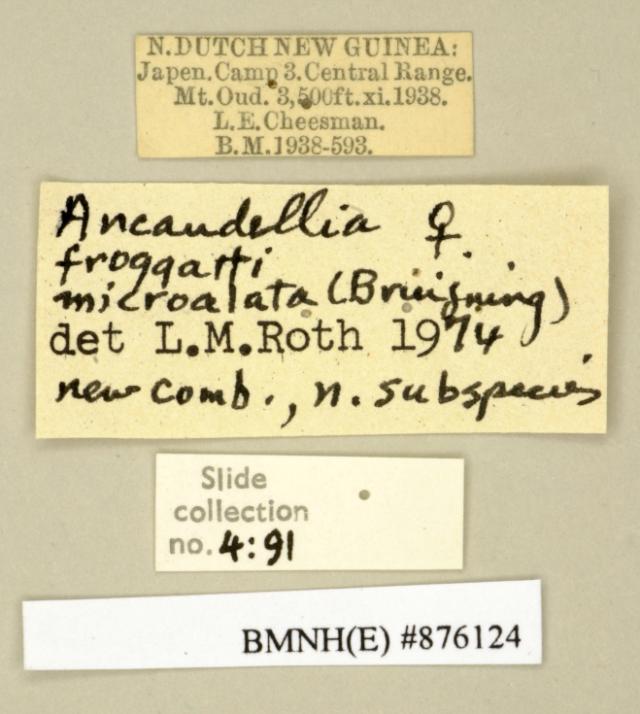 N. DUTCH NEW GUINEA:
Japen. Camp 3. Central Range.
Mt. Oud. 3,500ft. xi. 1938.
L. E. Cheesman.
B.M. 1938-593.
Ancaudellia ♀
froggatti
microalata (Bruijning)
det L.M.Roth 1974
new comb., n. subspecies
Slide
collection
no. 4:91
BMNH(E) #876124